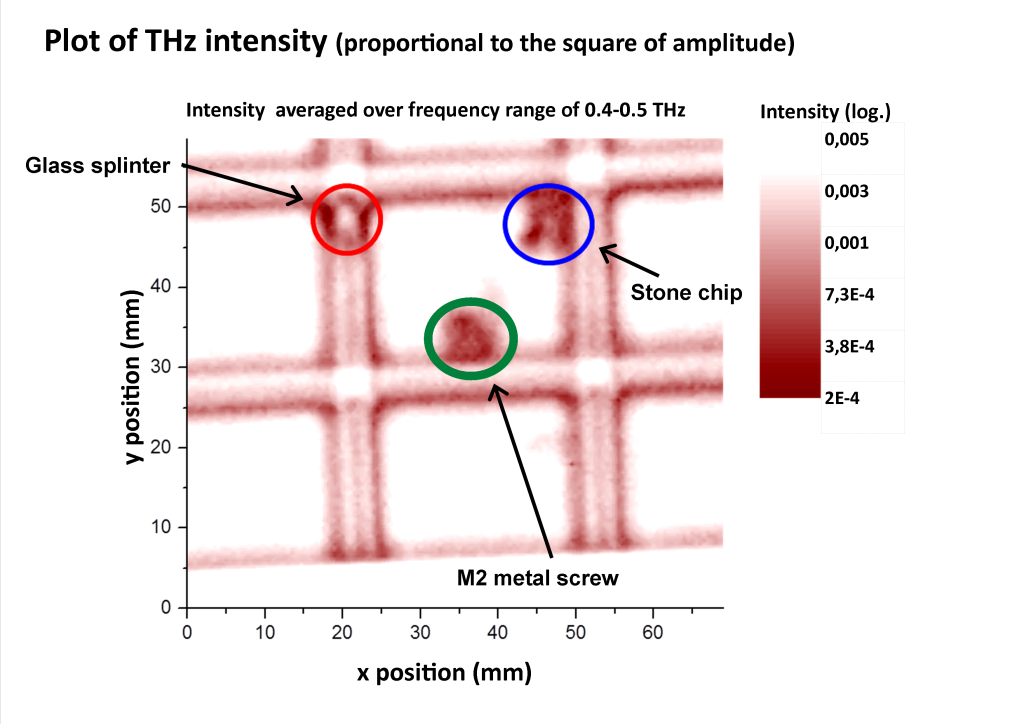 Plot of THz intensity (proportional to the square of amplitude)
Intensity averaged over frequency range of 0.4-0.5 THz
Intensity (log.)
0,005
0,003
0,001
7,3E-4
3,8E-4
2E-4
Glass splinter
Stone chip
M2 metal screw
y position (mm)
50
40
30
20
10
0
0 10 20 30 40 50 60
x position (mm)